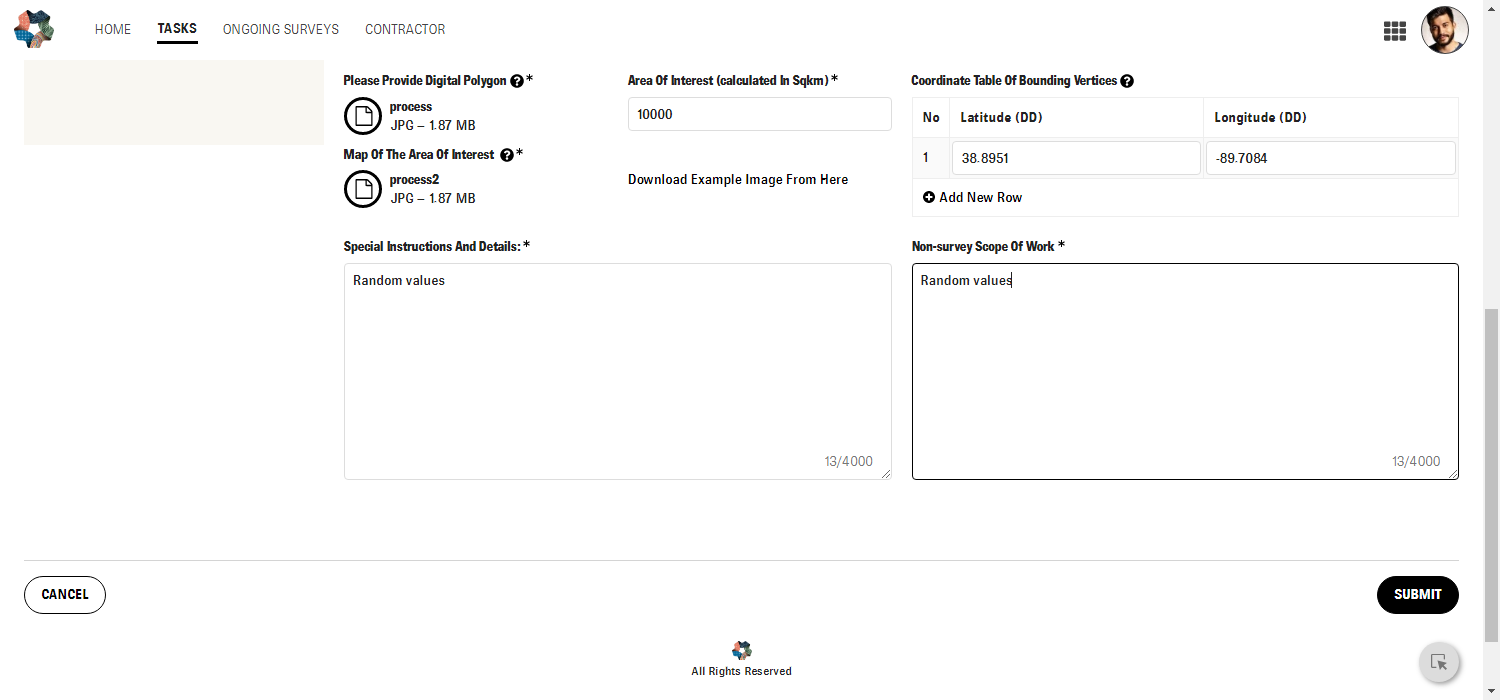 HOME TASKS ONGOING SURVEYS CONTRACTOR
Please Provide Digital Polygon ? *
process
JPG – 1.87 MB
Map Of The Area Of Interest ? *
process2
JPG – 1.87 MB
Area Of Interest (calculated In Sqkm) *
10000
Download Example Image From Here
Coordinate Table Of Bounding Vertices ?
No Latitude (DD) Longitude (DD)
1 38.8951 -89.7084
Add New Row
Special Instructions And Details: *
Random values
13/4000
Non-survey Scope Of Work *
Random values
13/4000
CANCEL
SUBMIT
All Rights Reserved